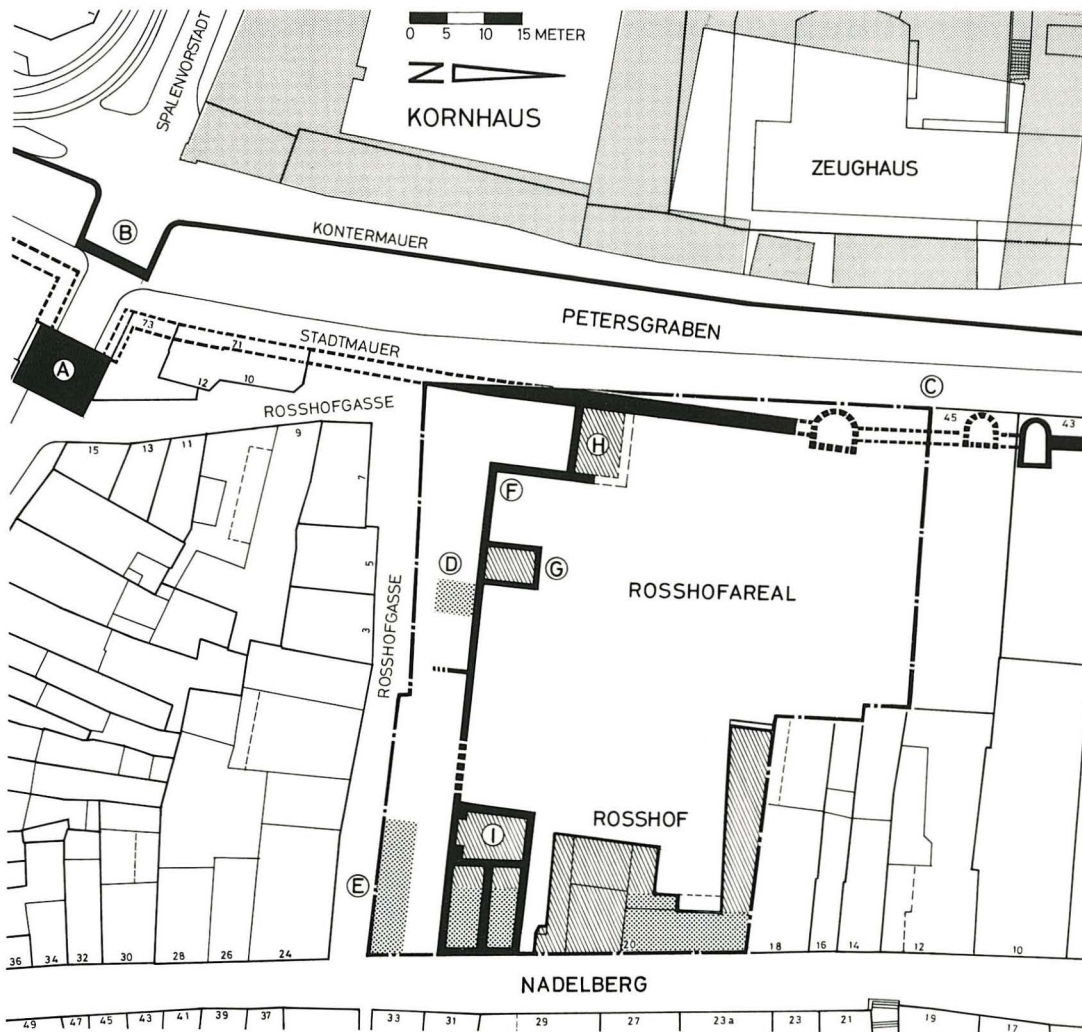 0 5 10 15 METER
N
SPALENVORSTADT
KORNHAUS
ZEUGHAUS
B
KONTERMAUER
PETERSGRABEN
73
STADTMAUER
71
A
12 10
C
ROSSHOFGASSE
45 43
15 13 11 9
H
7
F
D
G
5
ROSSHOFAREAL
3
ROSSHOFGASSE
ROSSHOF
I
E
36 34 32 30 28 26 24 20 18 16 14 12 10
NADELBERG
49 47 45 43 41 39 37 33 31 29 27 23a 23 21 19 17